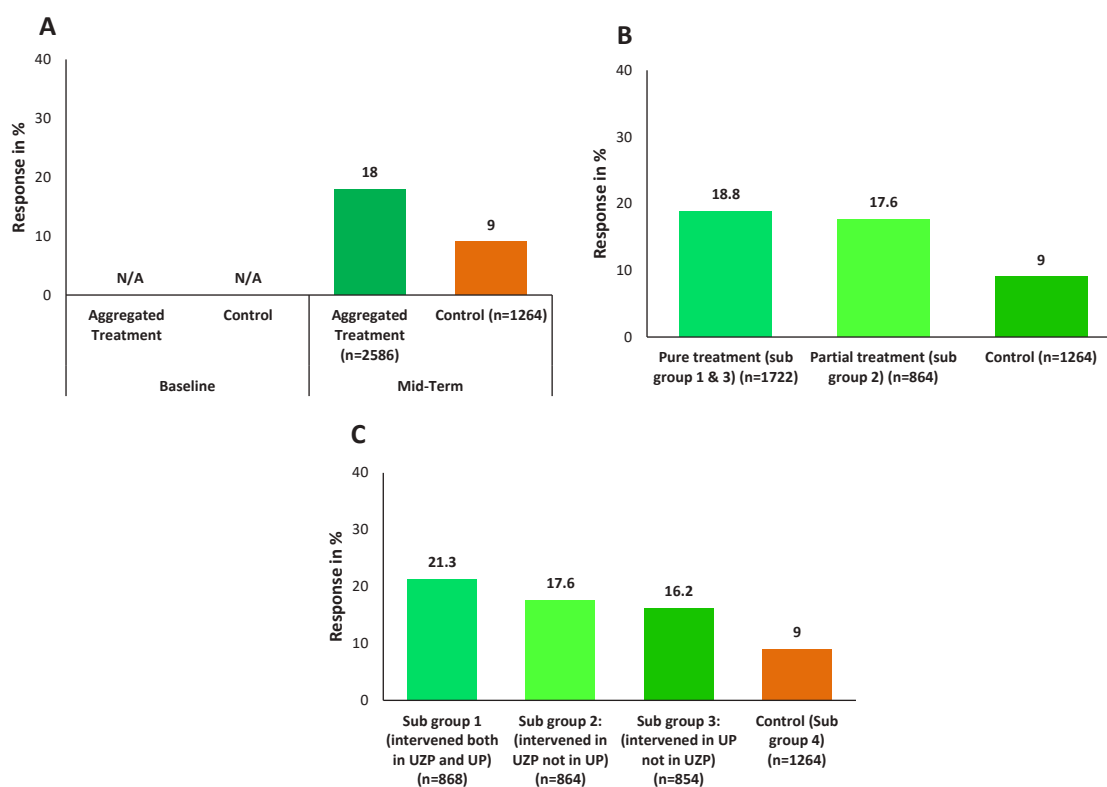 A
Response in %
40
30
20
10
0
N/A
N/A
18
9
Aggregated
Treatment
Control
Aggregated
Treatment
(n=2586)
Control (n=1264)
Baseline
Mid-Term
B
Response in %
40
30
20
10
0
18.8
17.6
9
Pure treatment (sub
group 1 & 3) (n=1722)
Partial treatment (sub
group 2) (n=864)
Control (n=1264)
C
Response in %
40
30
20
10
0
21.3
17.6
16.2
9
Sub group 1
(intervened both
in UZP and UP)
(n=868)
Sub group 2:
(intervened in
UZP not in UP)
(n=864)
Sub group 3:
(intervened in UP
not in UZP)
(n=854)
Control (Sub
group 4)
(n=1264)